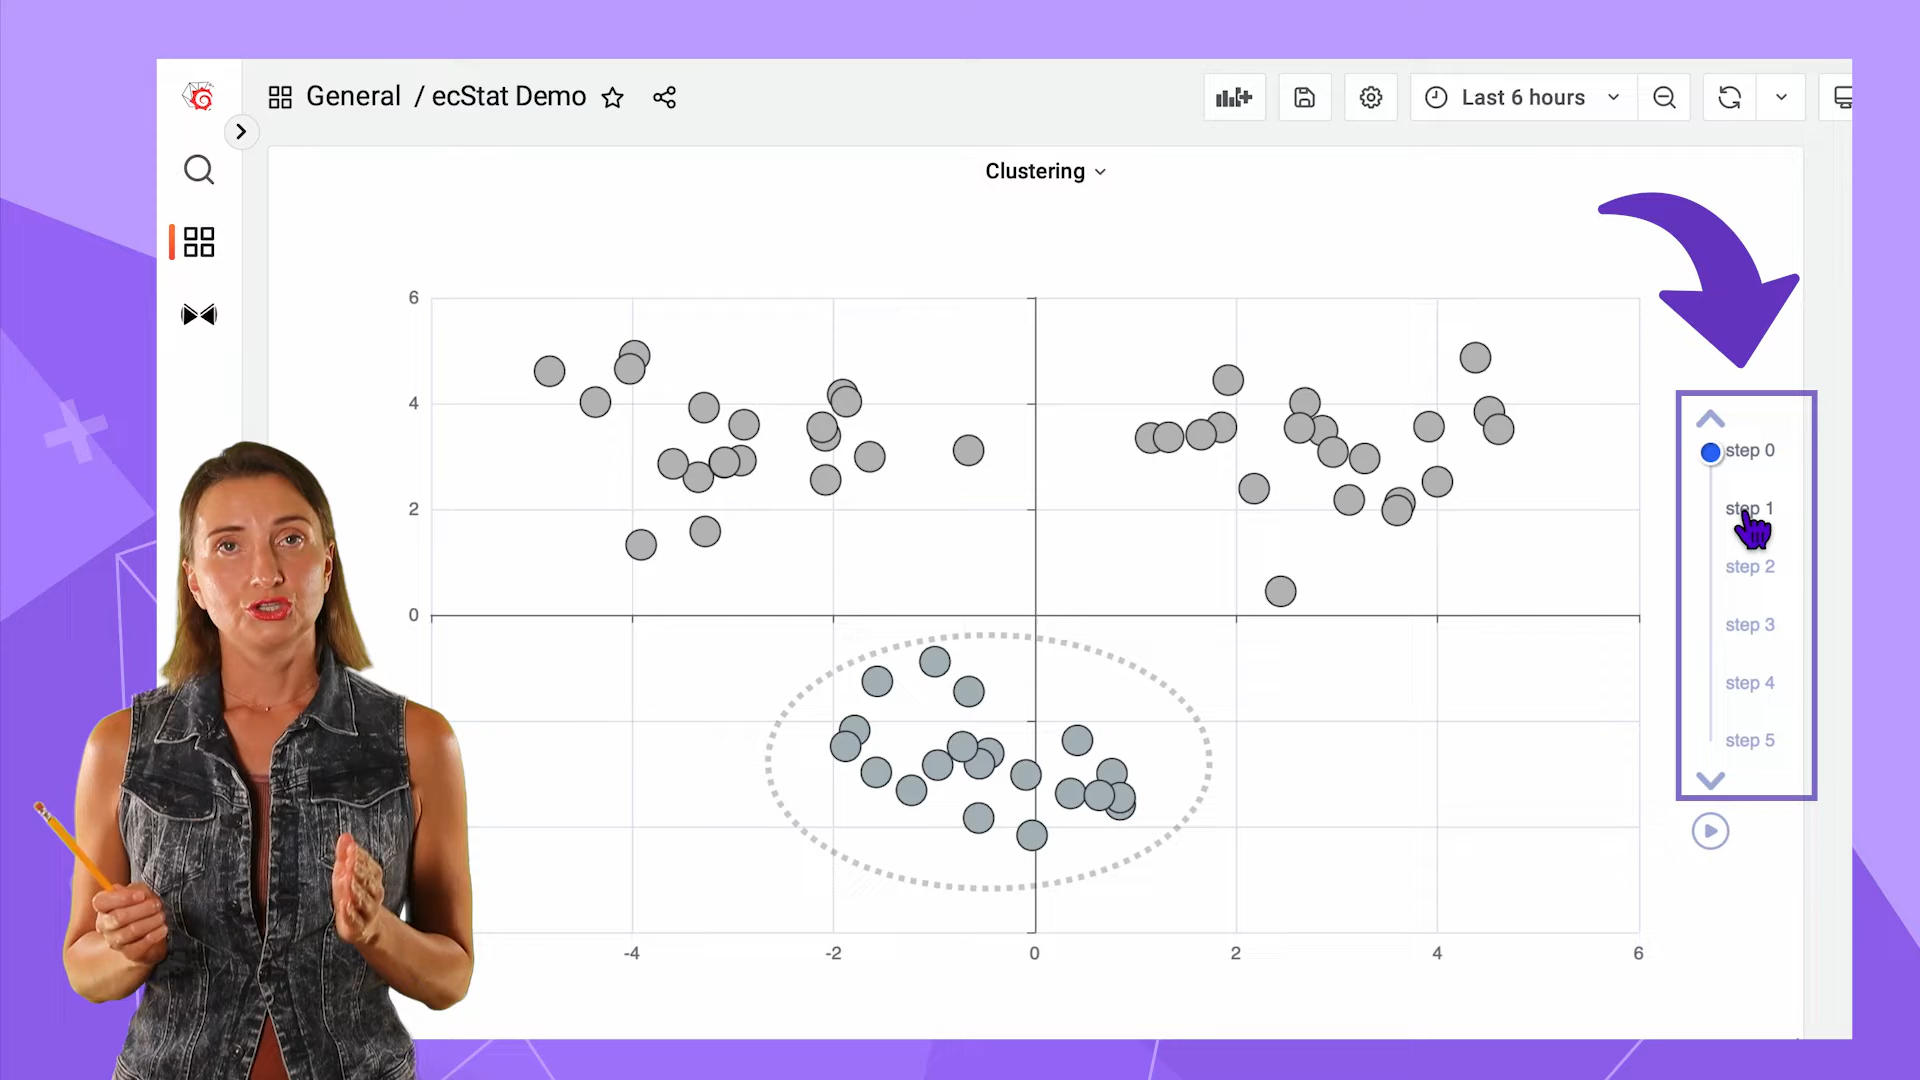 General / ecStat Demo
Last 6 hours
Clustering
6
4
2
0
-4 -2 0 2 4 6
step 0
step 1
step 2
step 3
step 4
step 5